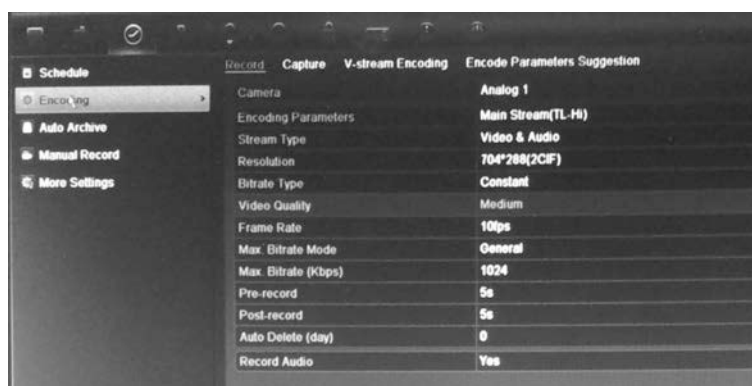 Record Capture V-stream Encoding Encode Parameters Suggestion
Schedule
Encoding
Auto Archive
Manual Record
More Settings
Camera Analog 1
Encoding Parameters Main Stream(TL-Hi)
Stream Type Video & Audio
Resolution 704*288(2CIF)
Bitrate Type Constant
Video Quality Medium
Frame Rate 10fps
Max. Bitrate Mode General
Max. Bitrate (Kbps) 1024
Pre-record 5s
Post-record 5s
Auto Delete (day) 0
Record Audio Yes